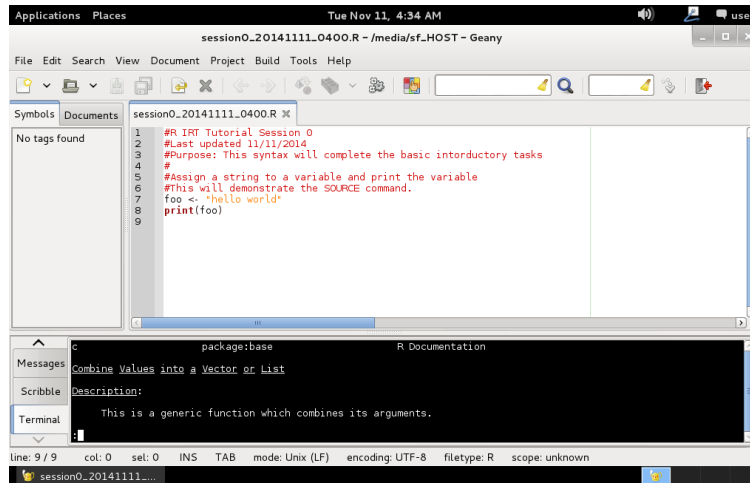 Applications Places Tue Nov 11, 4:34 AM use
session0_20141111_0400.R - /media/sf_HOST - Geany
File Edit Search View Document Project Build Tools Help
Symbols Documents session0_20141111_0400.R
No tags found
1 #R IRT Tutorial Session 0
2 #Last updated 11/11/2014
3 #Purpose: This syntax will complete the basic intorductory tasks
4 #
5 #Assign a string to a variable and print the variable
6 #This will demonstrate the SOURCE command.
7 foo <- "hello world"
8 print(foo)
9
Messages
Scribble
Terminal
c package:base R Documentation
Combine Values into a Vector or List
Description:
This is a generic function which combines its arguments.
:
line: 9 / 9 col: 0 sel: 0 INS TAB mode: Unix (LF) encoding: UTF-8 filetype: R scope: unknown
session0_20141111_...